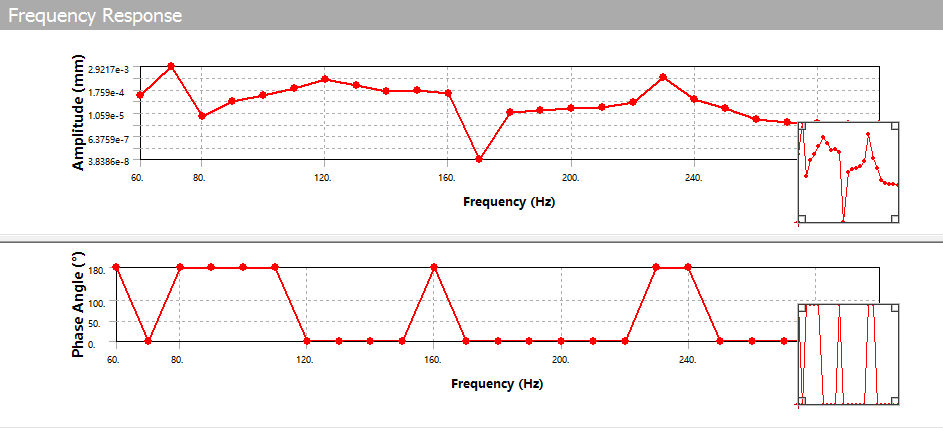 Frequency Response
Amplitude (mm)
2.9217e-3
1.759e-4
1.059e-5
6.3759e-7
3.8386e-8
60. 80. 120. 160. 200. 240.
Frequency (Hz)
Phase Angle (°)
180.
100.
50.
0.
60. 80. 120. 160. 200. 240.
Frequency (Hz)